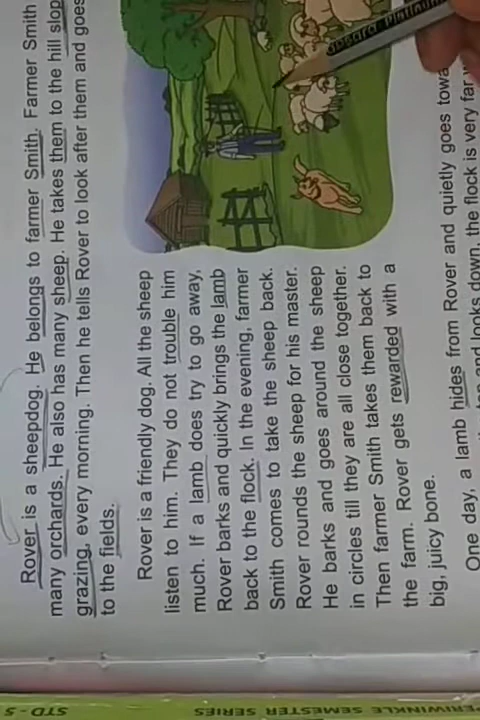 Rover is a sheepdog. He belongs to farmer Smith. Farmer Smith
many orchards. He also has many sheep. He takes them to the hill
grazing, every morning. Then he tells Rover to look after them and goes
to the fields.
Rover is a friendly dog. All the sheep
listen to him. They do not trouble him
much. If a lamb does try to go away,
Rover barks and quickly brings the lamb
back to the flock. In the evening, farmer
Smith comes to take the sheep back.
Rover rounds the sheep for his master.
He barks and goes around the sheep
in circles till they are all close together.
Then farmer Smith takes them back to
the farm. Rover gets rewarded with a
big, juicy bone.
One day, a lamb hides from Rover and quietly goes
and looks down, the flock is very far
apsara Platinum
PERIWINKLE SEMESTER SERIES
STD - 5